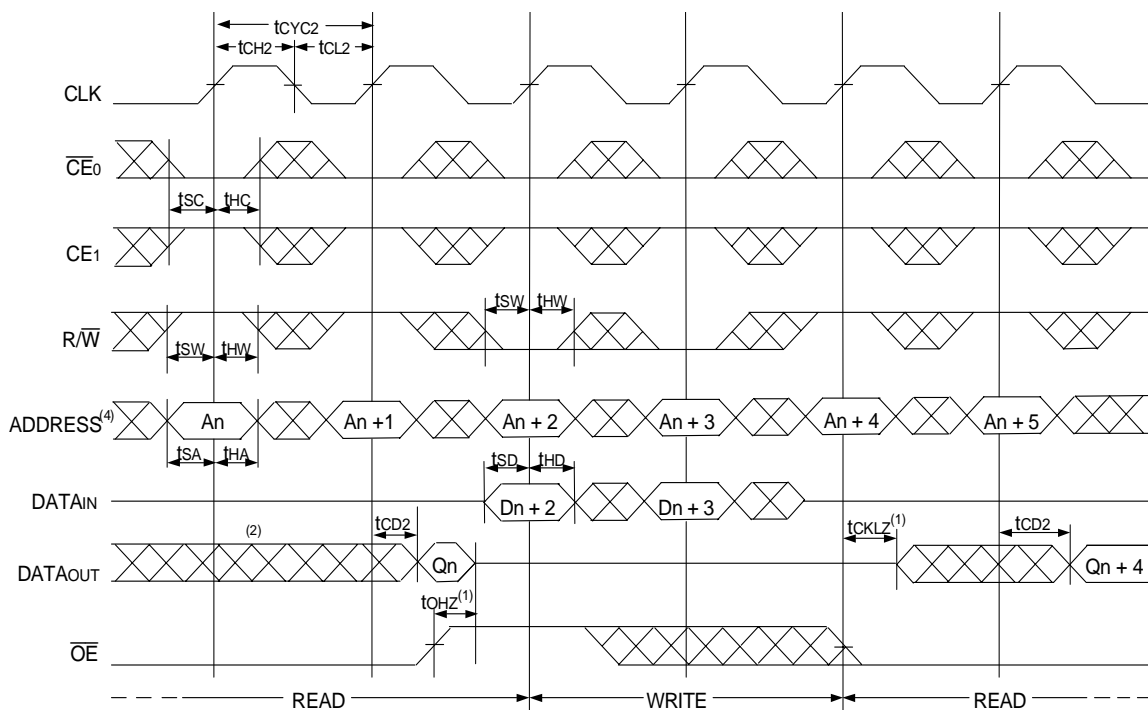 tCYC2
tCH2 tCL2
CLK
CE0
tSC tHC
CE1
tSW tHW
R/W
tSW tHW
ADDRESS(4) An An +1 An + 2 An + 3 An + 4 An + 5
tSA tHA
tSD tHD
DATAIN Dn + 2 Dn + 3
(2) tCD2 tCKLZ(1) tCD2
DATAOUT Qn Qn + 4
tOHZ(1)
OE
READ WRITE READ